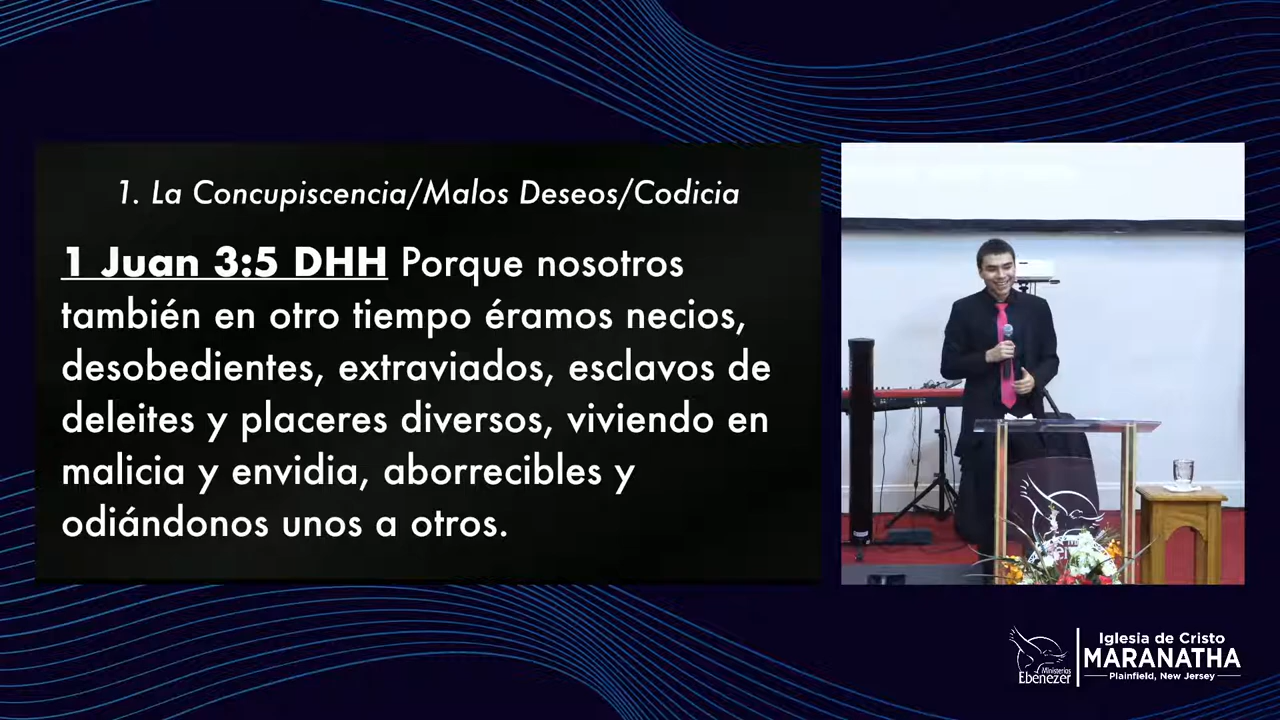 1. La Concupiscencia/Malos Deseos/Codicia
1 Juan 3:5 DHH Porque nosotros
también en otro tiempo éramos necios,
desobedientes, extraviados, esclavos de
deleites y placeres diversos, viviendo en
malicia y envidia, aborrecibles y
odiándonos unos a otros.
Ministerios
Ebenezer
Iglesia de Cristo
MARANATHA
Plainfield, New Jersey